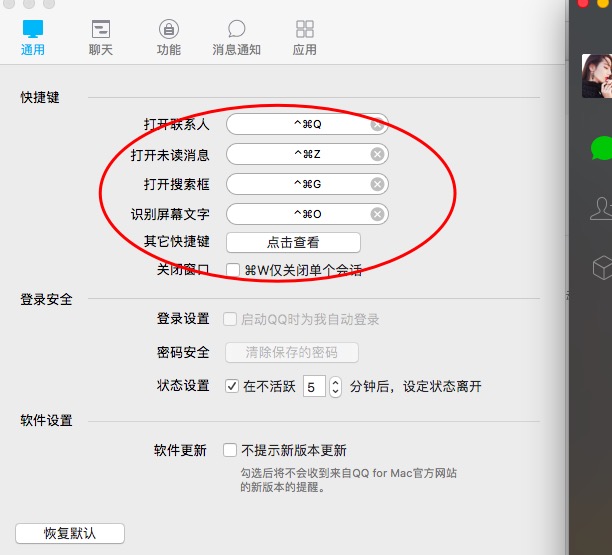 快捷键
通用
聊天
功能
消息通知
应用
快捷键
打开联系人 ^⌘Q
打开未读消息 ^⌘Z
打开搜索框 ^⌘G
识别屏幕文字 ^⌘O
其它快捷键 点击查看
关闭窗口 ⌘W仅关闭单个会话
登录安全
登录设置 启动QQ时为我自动登录
密码安全 清除保存的密码
状态设置 在不活跃 5 分钟后，设定状态离开
软件设置
软件更新 不提示新版本更新
勾选后将不会收到来自QQ for Mac官方网站
的新版本的提醒。
恢复默认